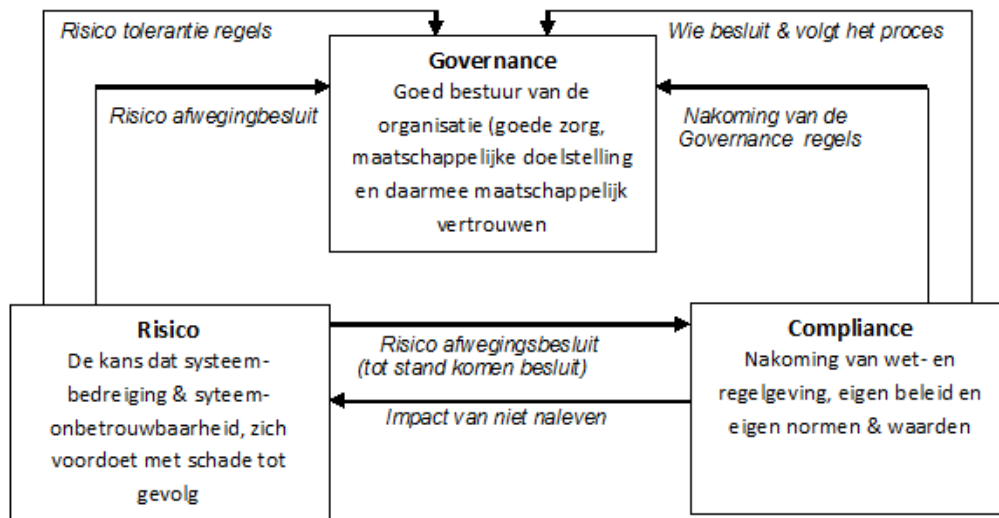 Risico tolerantie regels
Wie besluit & volgt het proces
Governance
Goed bestuur van de
organisatie (goede zorg,
maatschappelijke doelstelling
en daarmee maatschappelijk
vertrouwen
Risico afwegingbesluit
Nakoming van de
Governance regels
Risico
De kans dat systeem-
bedreiging & syteem-
onbetrouwbaarheid, zich
voordoet met schade tot
gevolg
Risico afwegingsbesluit
(tot stand komen besluit)
Impact van niet naleven
Compliance
Nakoming van wet- en
regelgeving, eigen beleid en
eigen normen & waarden